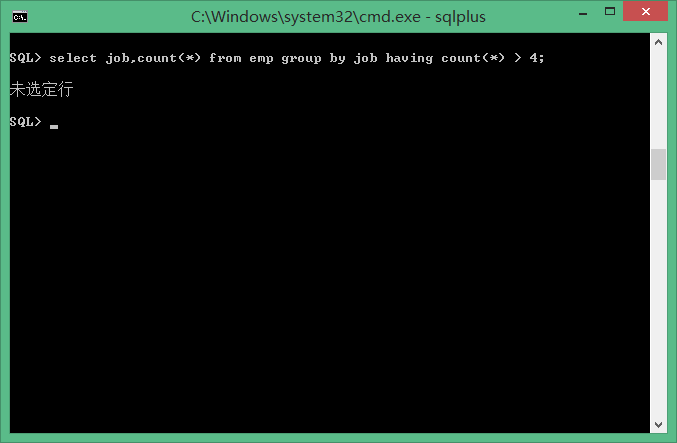 C:\Windows\system32\cmd.exe - sqlplus
SQL> select job,count(*) from emp group by job having count(*) > 4;
未选定行
SQL>